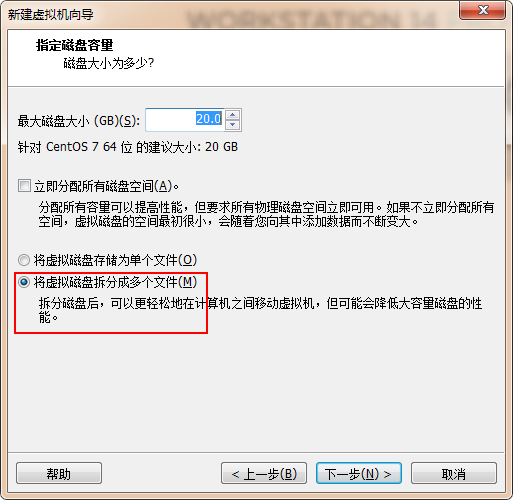 新建虚拟机向导
WORKSTATION 14
指定磁盘容量
磁盘大小为多少?
最大磁盘大小 (GB)(S): 20.0
针对 CentOS 7 64 位 的建议大小: 20 GB
立即分配所有磁盘空间(A)。
分配所有容量可以提高性能，但要求所有物理磁盘空间立即可用。如果不立即分配所有
空间，虚拟磁盘的空间最初很小，会随着您向其中添加数据而不断变大。
将虚拟磁盘存储为单个文件(O)
将虚拟磁盘拆分成多个文件(M)
拆分磁盘后，可以更轻松地在计算机之间移动虚拟机，但可能会降低大容量磁盘的性
能。
帮助 < 上一步(B) 下一步(N) > 取消